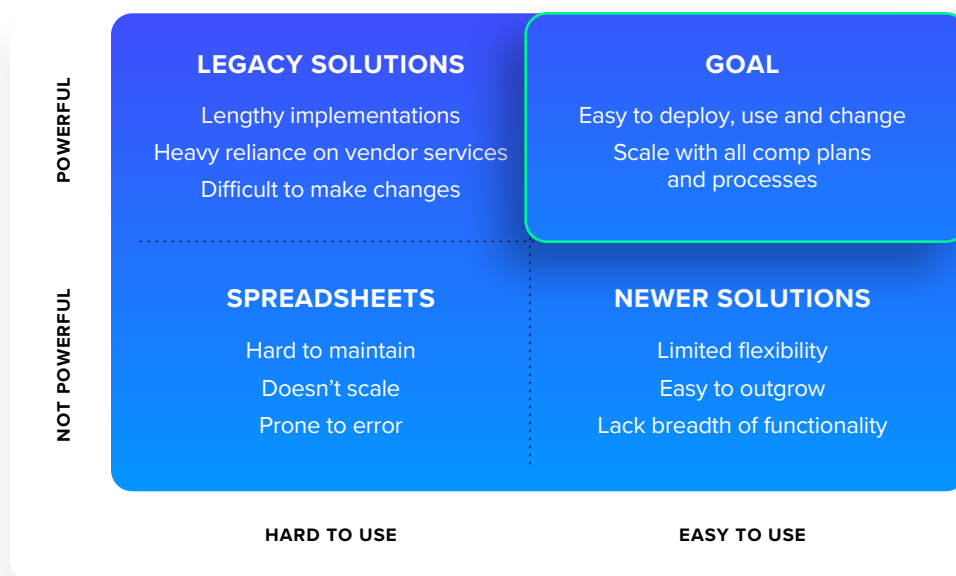 POWERFUL
LEGACY SOLUTIONS
Lengthy implementations
Heavy reliance on vendor services
Difficult to make changes
GOAL
Easy to deploy, use and change
Scale with all comp plans
and processes
NOT POWERFUL
SPREADSHEETS
Hard to maintain
Doesn’t scale
Prone to error
NEWER SOLUTIONS
Limited flexibility
Easy to outgrow
Lack breadth of functionality
HARD TO USE
EASY TO USE